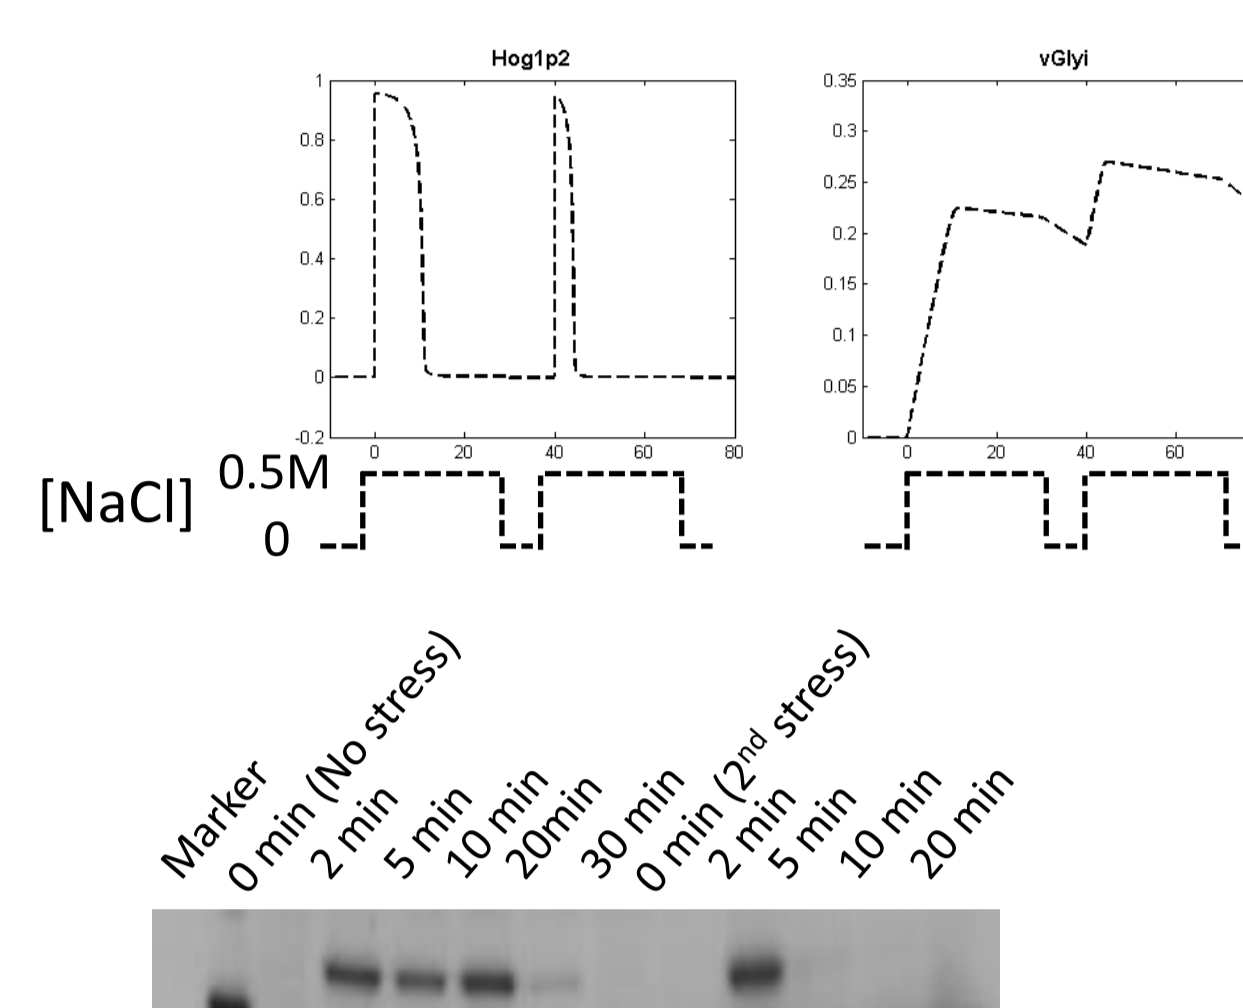 Hog1p2
vGlyi
1
0.8
0.6
0.4
0.2
0
-0.2
0 20 40 60 80
0.35
0.3
0.25
0.2
0.15
0.1
0.05
0
0 20 40 60
[NaCl]
0.5M
0
Marker
0 min (No stress)
2 min
5 min
10 min
20min
30 min
0 min (2nd stress)
2 min
5 min
10 min
20 min